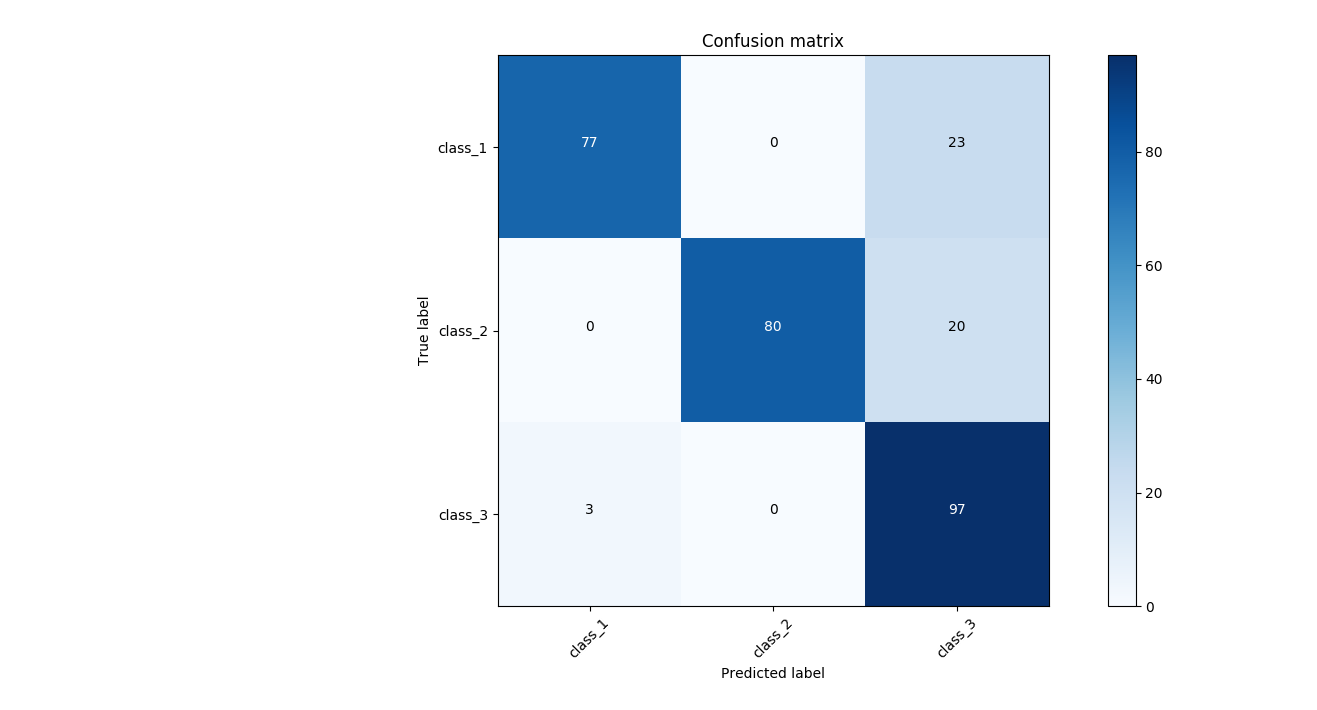 Confusion matrix
class_1 77 0 23
class_2 0 80 20
class_3 3 0 97
class_1 class_2 class_3
Predicted label
True label
80
60
40
20
0